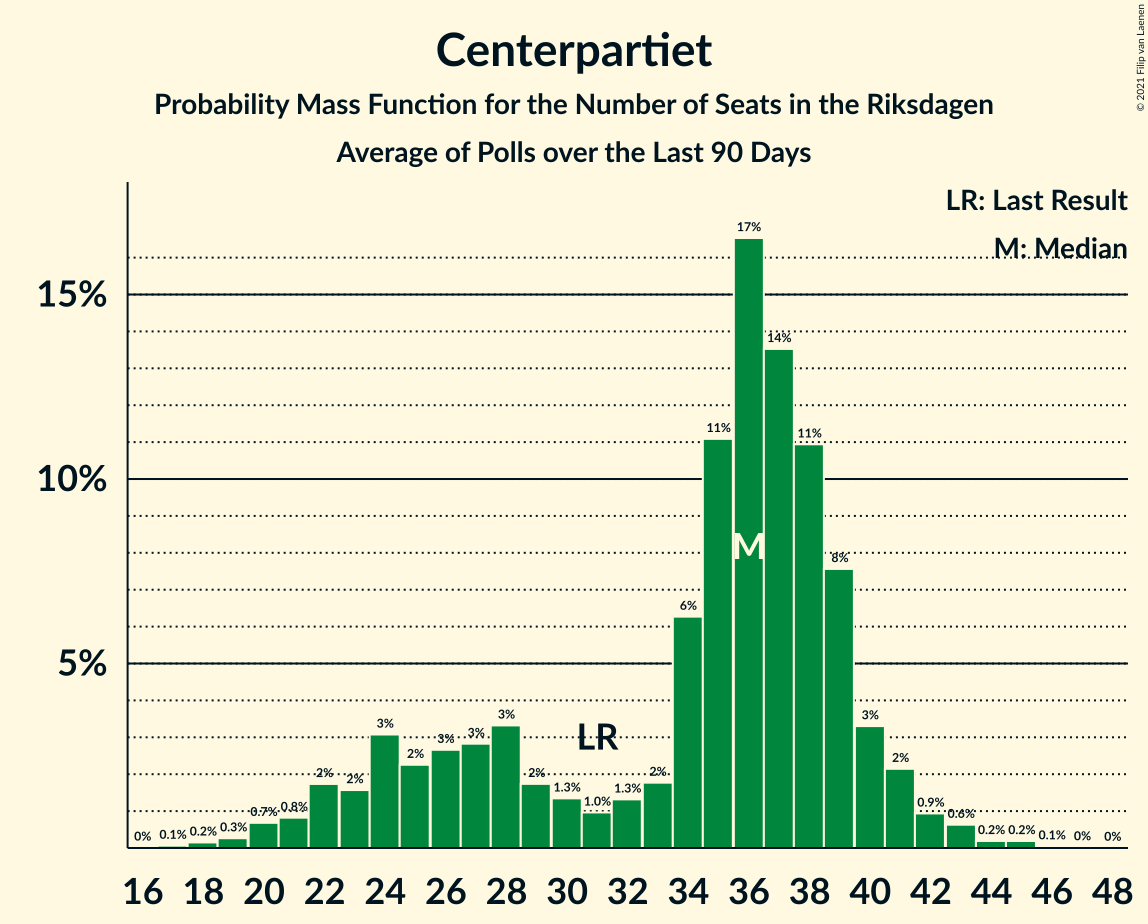 Centerpartiet
Probability Mass Function for the Number of Seats in the Riksdagen
Average of Polls over the Last 90 Days
© 2021 Filip van Laenen
LR: Last Result
M: Median
15%
10%
5%
0% 0.1% 0.2% 0.3% 0.7% 0.8% 2% 2% 3% 2% 3% 3% 3% 2% 1.3% 1.0% 1.3% 2% 6% 11% 17% 14% 11% 8% 3% 2% 0.9% 0.6% 0.2% 0.2% 0.1% 0% 0%
LR
M
16 18 20 22 24 26 28 30 32 34 36 38 40 42 44 46 48